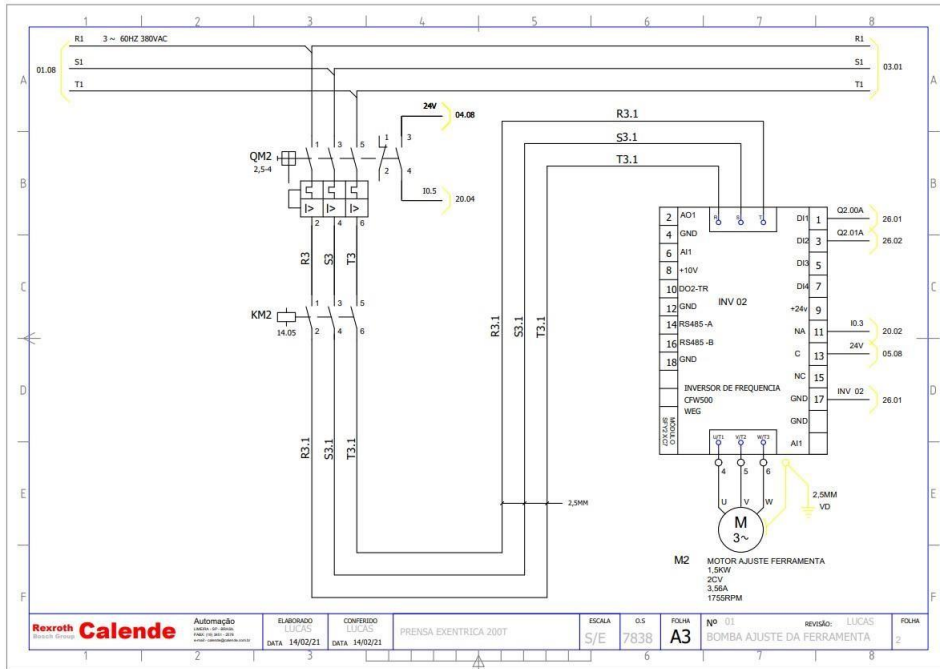 1 2 3 4 5 6 7 8
R1 3 ~ 60HZ 380VAC R1
S1 S1
01.08 03.01
T1 T1
A A
24V
04.08
R3.1
S3.1
T3.1
QM2
2,5-4
1 3 5 1 3
2 4
I> I> I>
2 4 6
I0.5 20.04
B B
R3 S3 T3
KM2
14.05
1 3 5
2 4 6
C C
R3.1 S3.1 T3.1
R3.1 S3.1 T3.1
R S T
2 AO1 DI1 1 Q2.00A 26.01
4 GND DI2 3 Q2.01A 26.02
6 AI1 DI3 5
8 +10V DI4 7
10 DO2-TR +24v 9
INV 02
12 GND NA 11 I0.3 20.02
14 RS485 -A C 13 24V 05.08
16 RS485 -B NC 15
18 GND GND 17 INV 02 26.01
GND
AI1
INVERSOR DE FREQUENCIA
CFW500
WEG
MODULO
D D
U/T1 V/T2 W/T3
4 5 6
U V W
2,5MM
2,5MM
VD
E E
M
3~
M2 MOTOR AJUSTE FERRAMENTA
1,5KW
2CV
3,56A
1755RPM
F F
Rexroth
Bosch Group
Calende
Automação
ELABORADO
LUCAS
DATA 14/02/21
CONFERIDO
LUCAS
DATA 14/02/21
PRENSA EXENTRICA 200T
ESCALA
S/E
O.S
7838
FOLHA
A3
Nº 01 REVISÃO: LUCAS
BOMBA AJUSTE DA FERRAMENTA
FOLHA
2
1 2 3 4 5 6 7 8